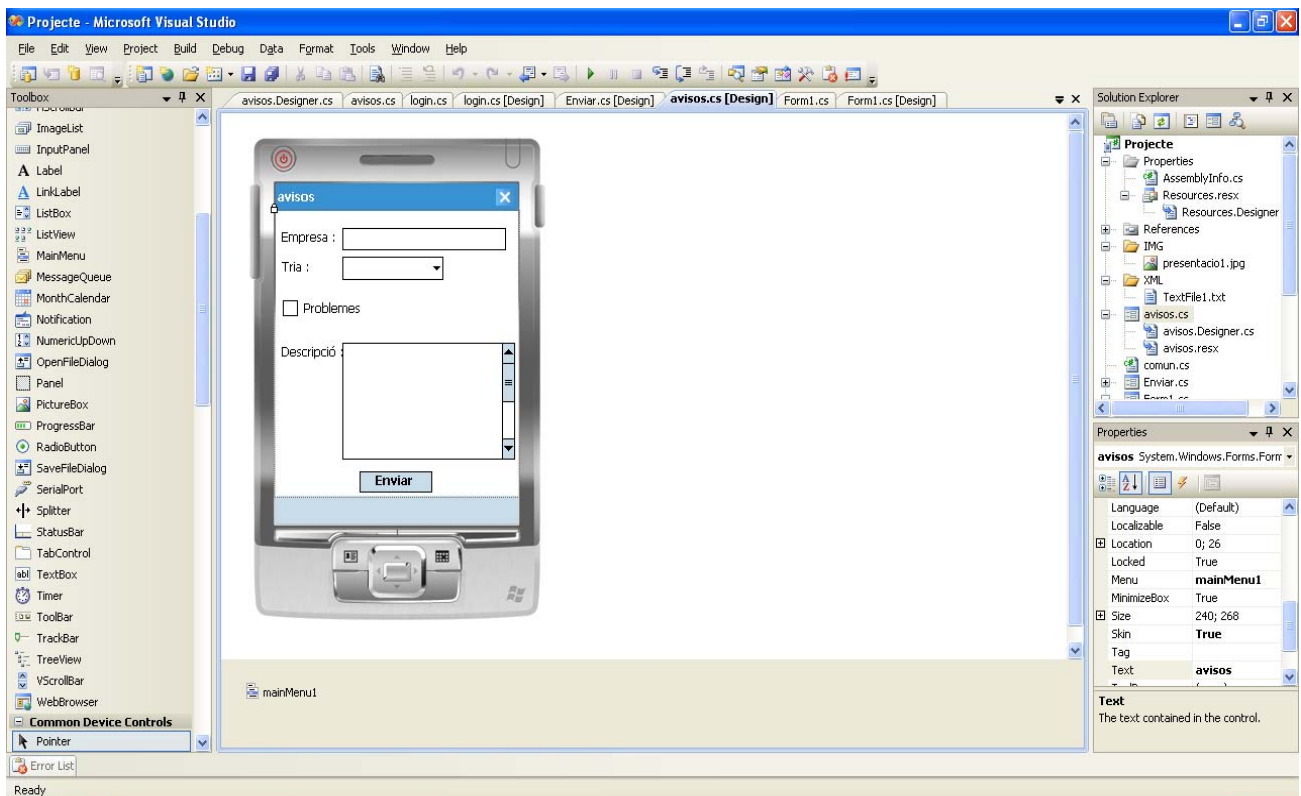 Projecte - Microsoft Visual Studio
File Edit View Project Build Debug Data Format Tools Window Help
Toolbox
ImageList
InputPanel
Label
LinkLabel
ListBox
ListView
MainMenu
MessageQueue
MonthCalendar
Notification
NumericUpDown
OpenFileDialog
Panel
PictureBox
ProgressBar
RadioButton
SaveFileDialog
SerialPort
Splitter
StatusBar
TabControl
TextBox
Timer
ToolBar
TrackBar
TreeView
VScrollBar
WebBrowser
Common Device Controls
Pointer
avisos.Designer.cs avisos.cs login.cs login.cs [Design] Enviar.cs [Design] avisos.cs [Design] Form1.cs Form1.cs [Design]
avisos
Empresa :
Tria :
Problemes
Descripció :
Enviar
mainMenu1
Solution Explorer
Projecte
Properties
AssemblyInfo.cs
Resources.resx
Resources.Designer
References
IMG
presentacio1.jpg
XML
TextFile1.txt
avisos.cs
avisos.Designer.cs
avisos.resx
comun.cs
Enviar.cs
Form1.cs
Properties
avisos System.Windows.Forms.Form
Language (Default)
Localizable False
Location 0; 26
Locked True
Menu mainMenu1
MinimizeBox True
Size 240; 268
Skin True
Tag
Text avisos
Text
The text contained in the control.
Error List
Ready